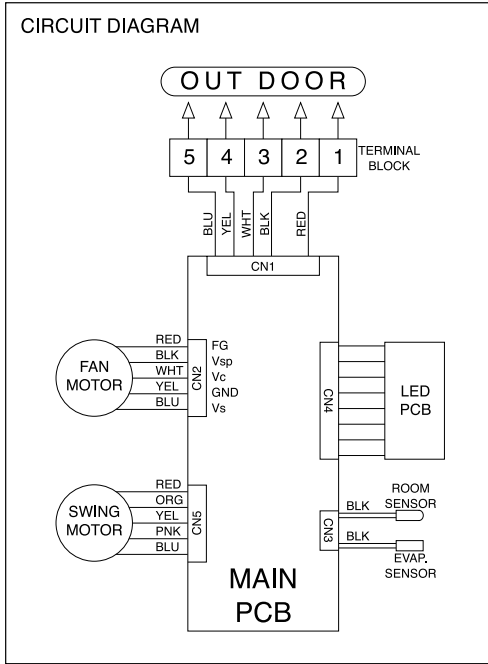 CIRCUIT DIAGRAM
OUT DOOR
5 4 3 2 1
TERMINAL
BLOCK
BLU
YEL
WHT
BLK
RED
CN1
FAN
MOTOR
RED
BLK
WHT
YEL
BLU
CN2
FG
Vsp
Vc
GND
Vs
CN4
LED
PCB
SWING
MOTOR
RED
ORG
YEL
PNK
BLU
CN5
CN3
BLK
ROOM
SENSOR
BLK
EVAP.
SENSOR
MAIN
PCB